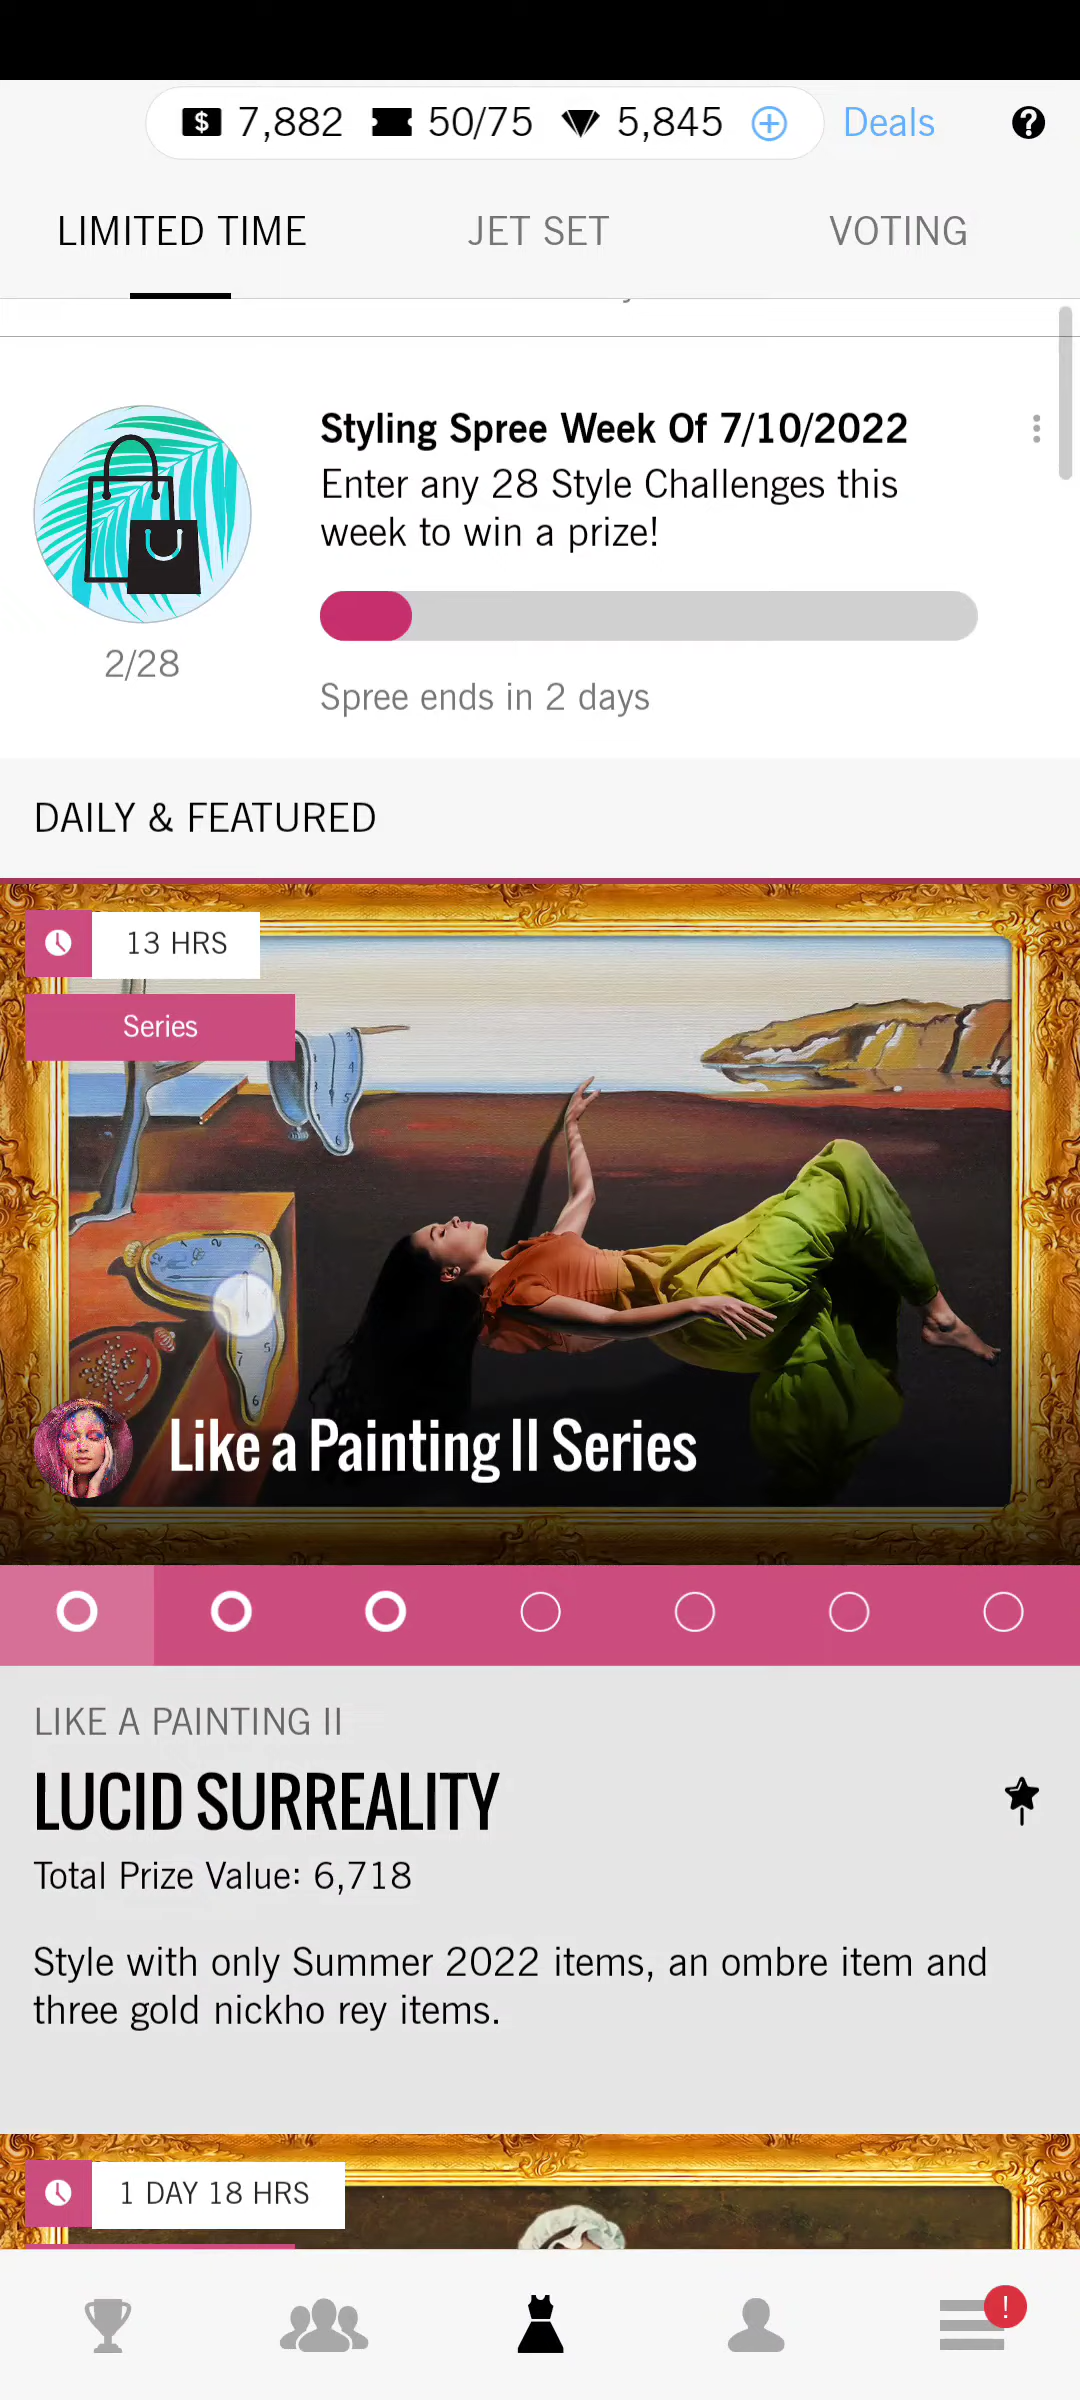 $ 7,882 50/75 5,845 Deals ?
LIMITED TIME JET SET VOTING
Styling Spree Week Of 7/10/2022
Enter any 28 Style Challenges this
week to win a prize!
2/28
Spree ends in 2 days
DAILY & FEATURED
13 HRS
Series
Like a Painting II Series
LIKE A PAINTING II
LUCID SURREALITY
Total Prize Value: 6,718
Style with only Summer 2022 items, an ombre item and
three gold nickho rey items.
1 DAY 18 HRS
!